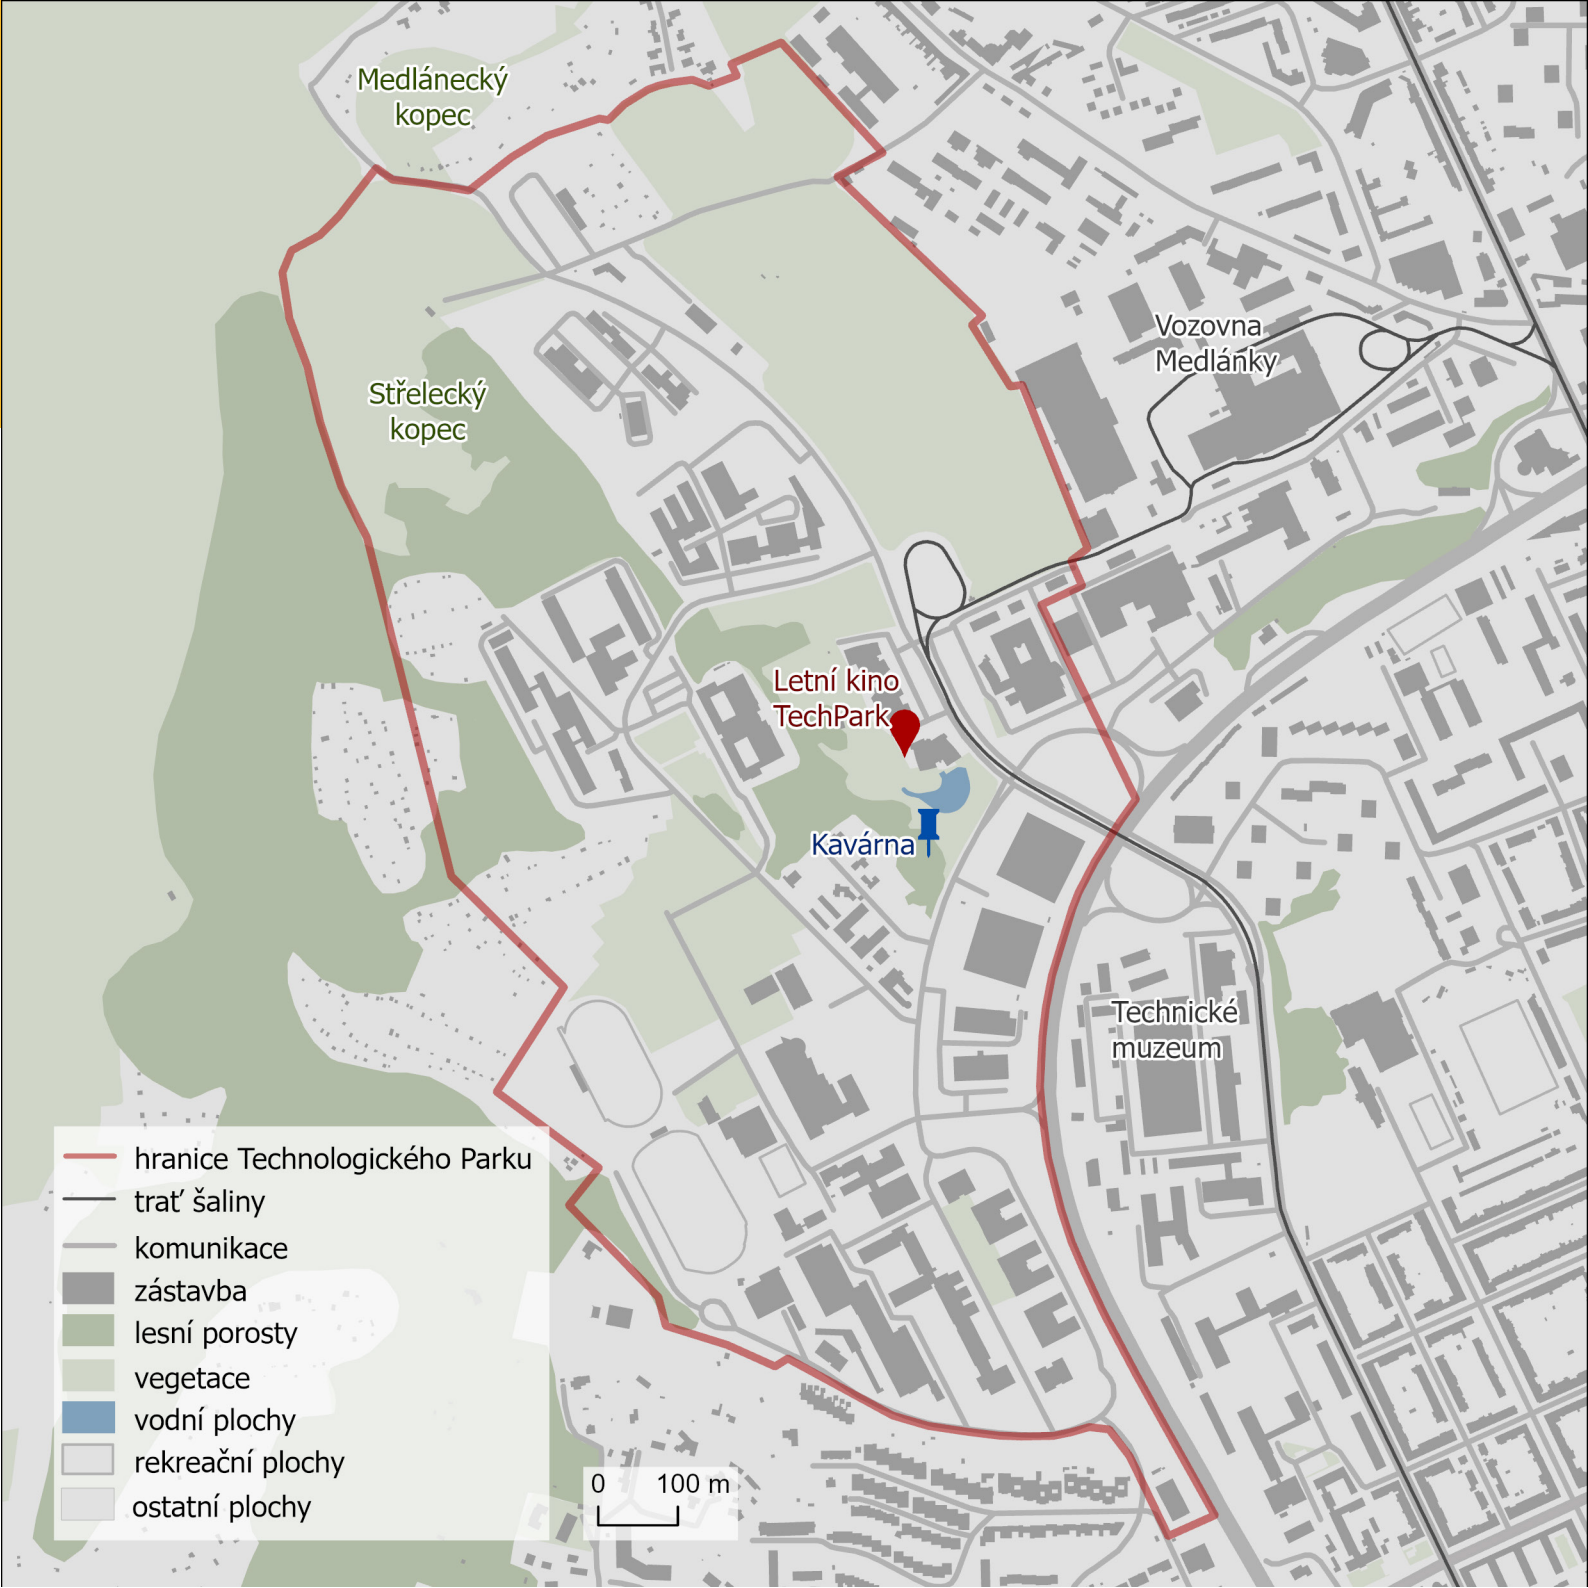 Medlánecký
kopec
Střelecký
kopec
Vozovna
Medlánky
Letní kino
TechPark
Kavárna
Technické
muzeum
hranice Technologického Parku
trať šaliny
komunikace
zástavba
lesní porosty
vegetace
vodní plochy
rekreační plochy
ostatní plochy
0 100 m